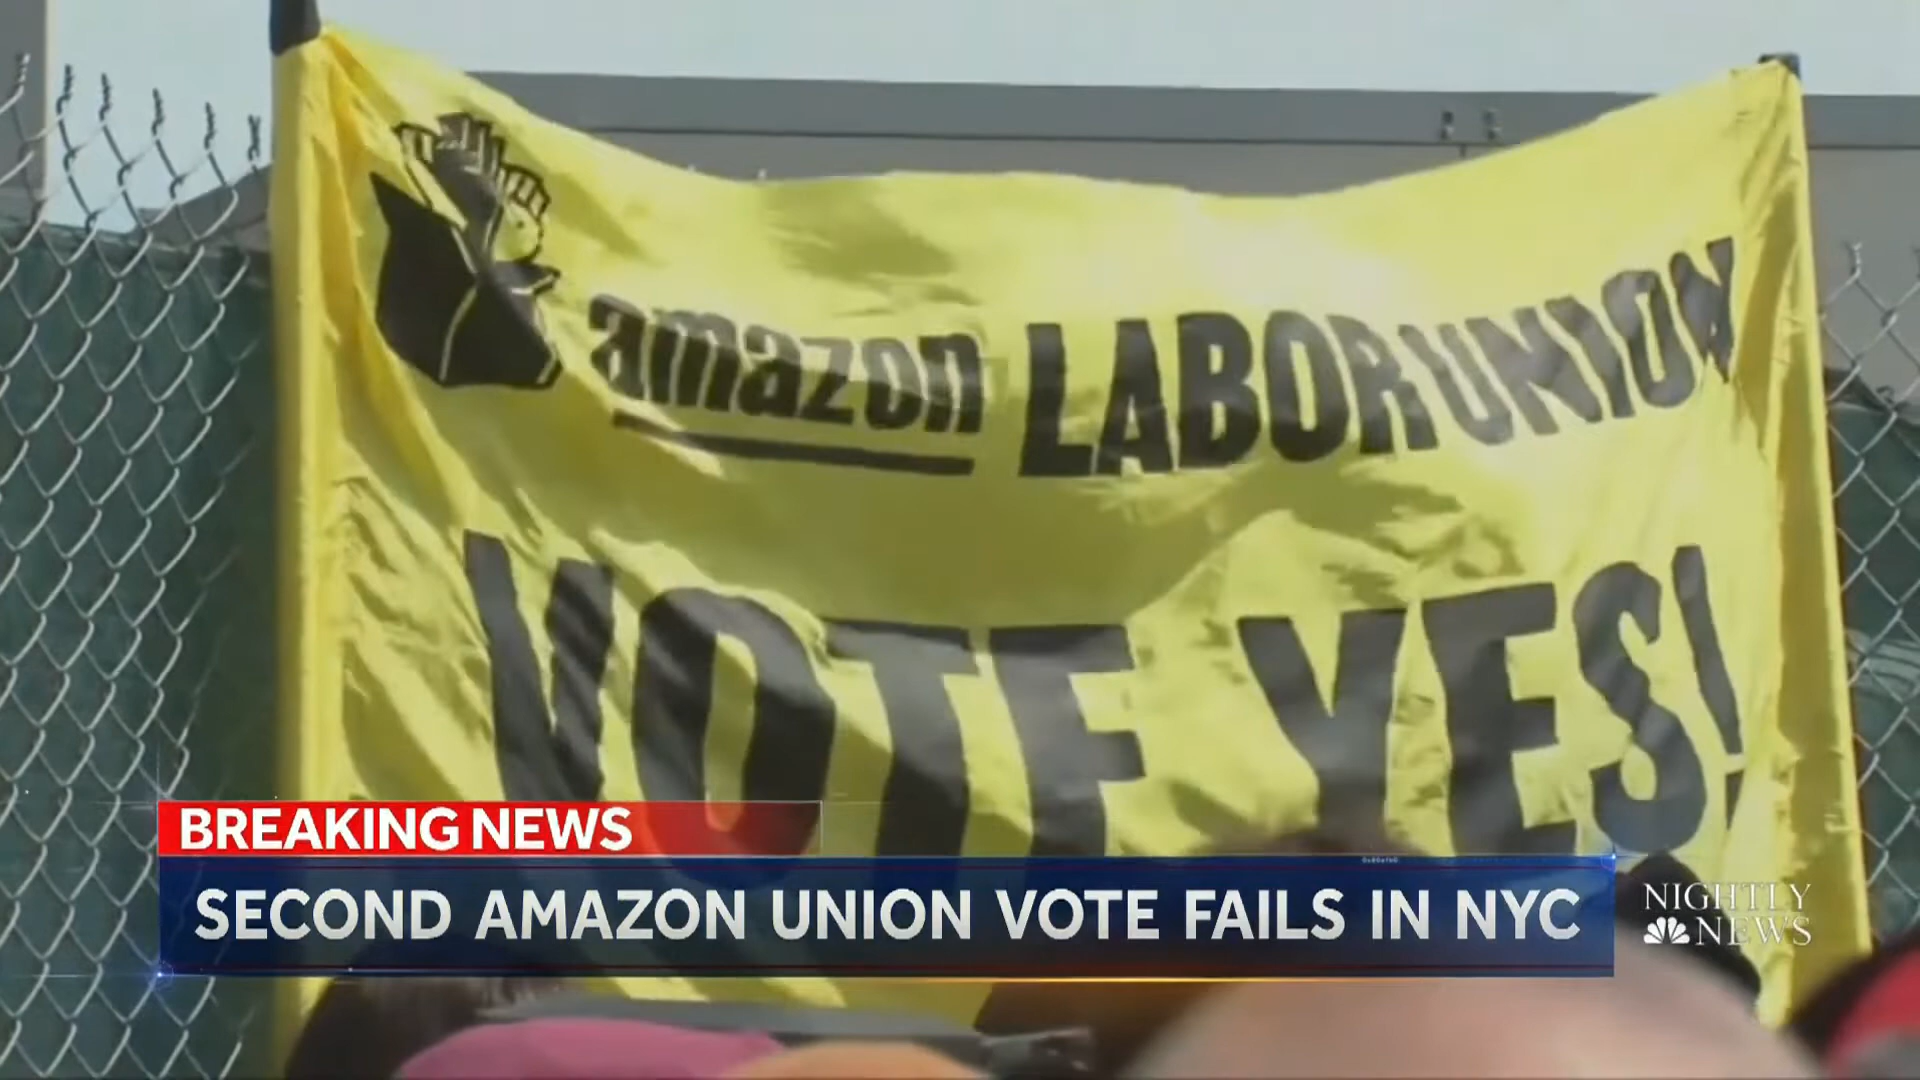 amazon LABOR UNION
VOTE YES!
BREAKING NEWS
SECOND AMAZON UNION VOTE FAILS IN NYC
NIGHTLY
NEWS